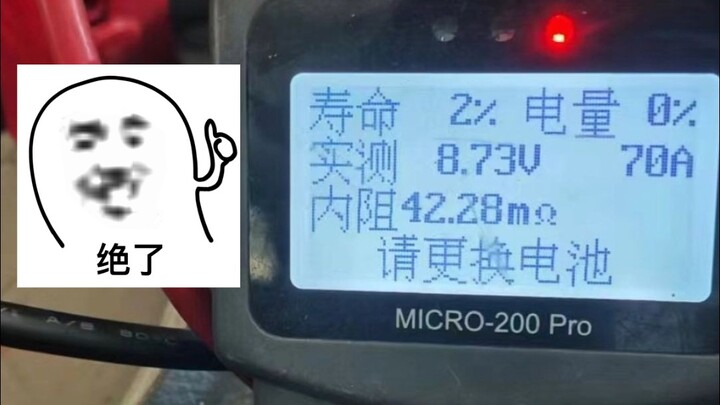 寿命 2% 电量 0%
实测 8.73V 70A
内阻42.28mΩ
请更换电池
MICRO-200 Pro
绝了